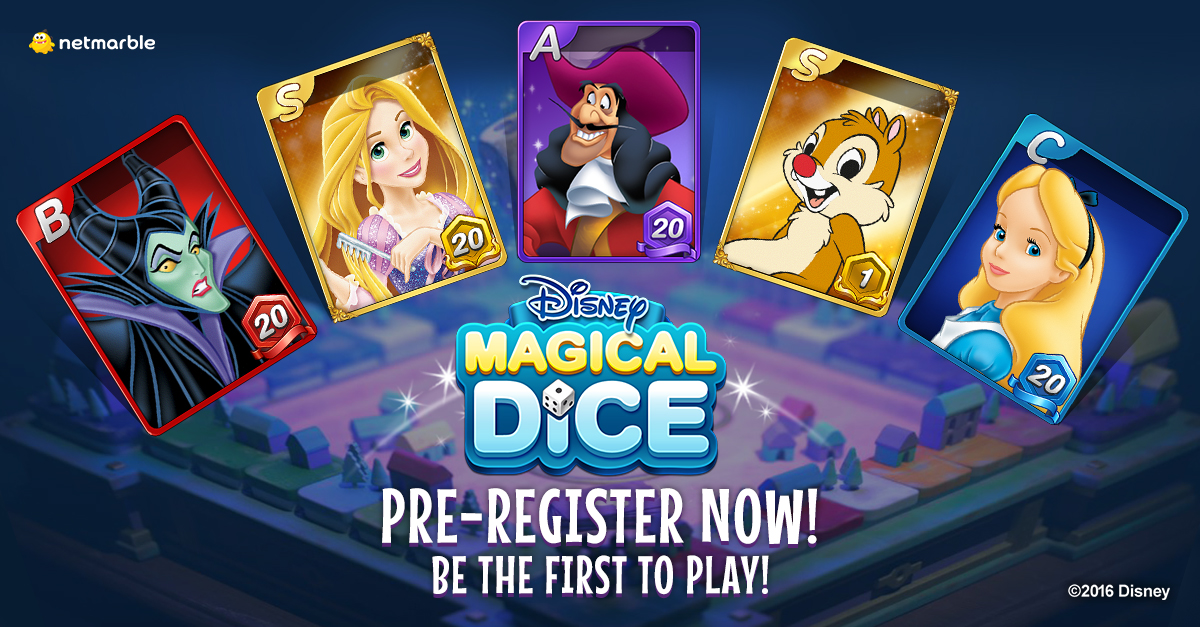 netmarble
B
20
S
20
A
20
S
1
C
20
Disney
MAGICAL
DiCE
PRE-REGISTER NOW!
BE THE FIRST TO PLAY!
©2016 Disney